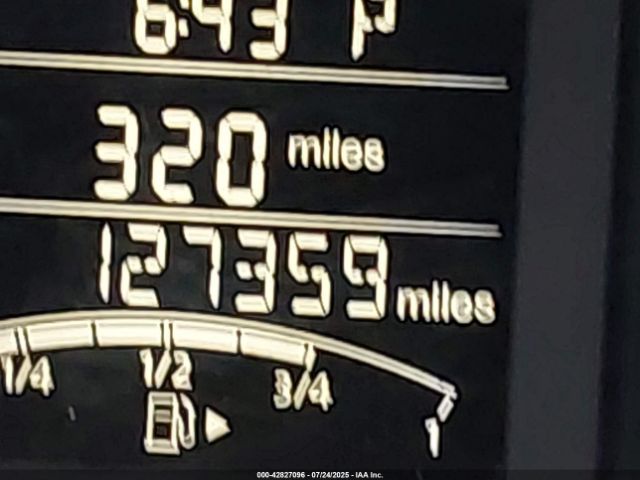 6:43 P
320 miles
127359 miles
1/4 1/2 3/4 1
000-42827096 - 07/24/2025 - IAA Inc.